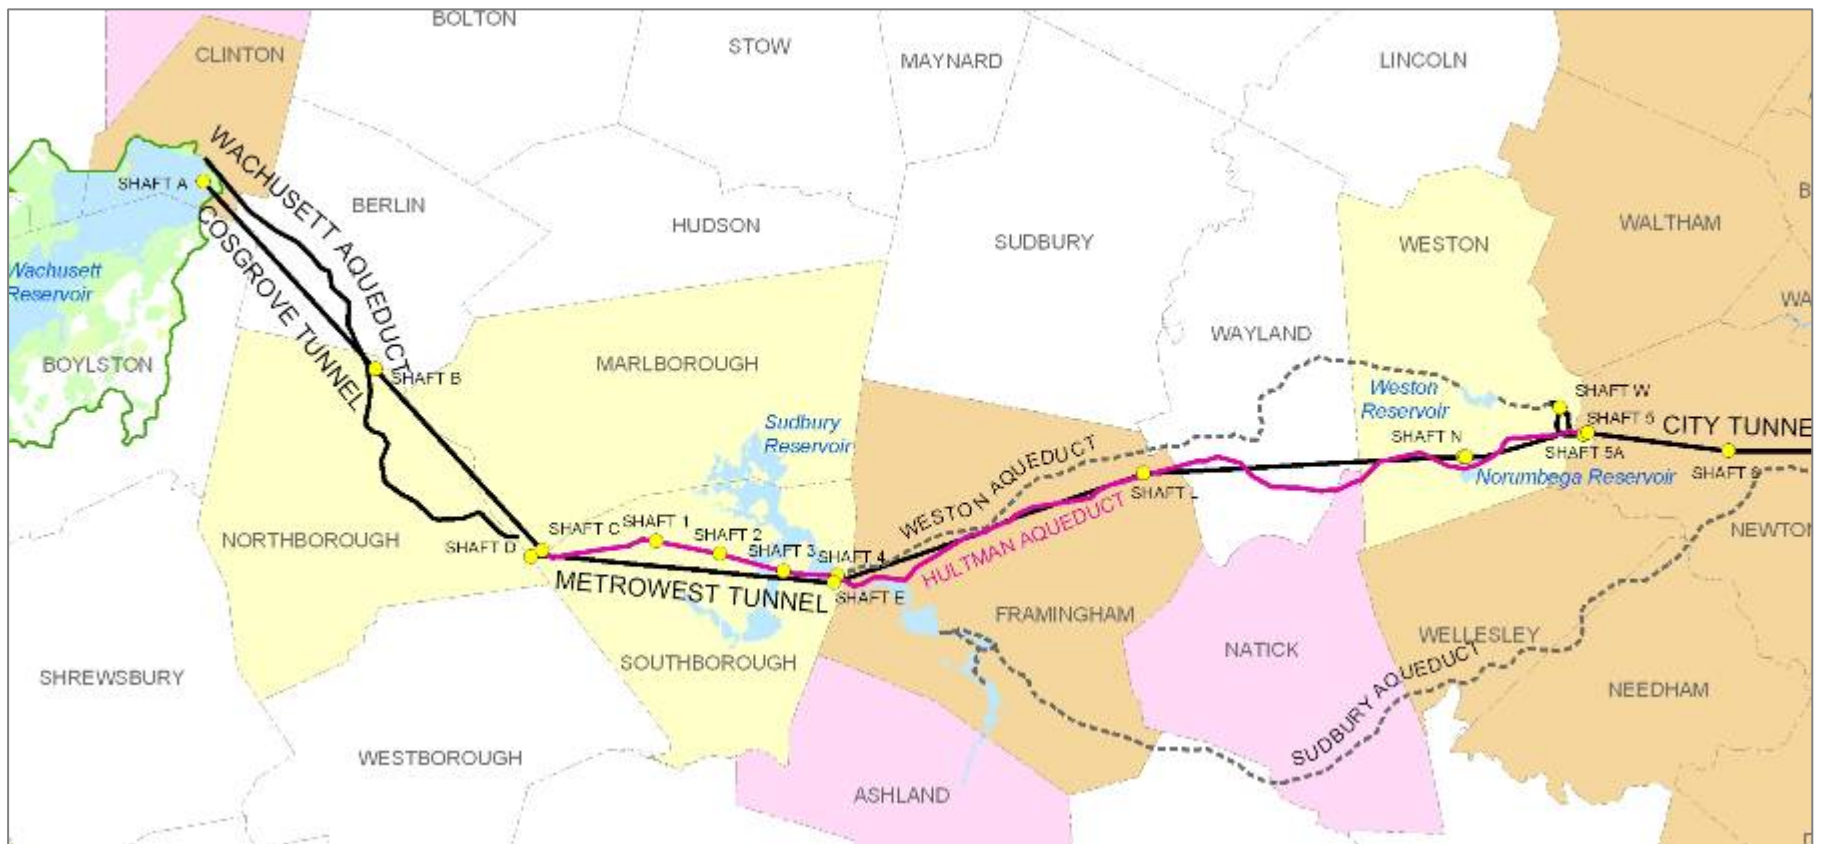 BOLTON
STOW
CLINTON
MAYNARD
LINCOLN
WACHUSETT AQUEDUCT
SHAFT A
BERLIN
HUDSON
SUDBURY
WESTON
WALTHAM
COSGROVE TUNNEL
Wachusett
Reservoir
WA
BOYLSTON
SHAFT B
MARLBOROUGH
WAYLAND
Weston
Reservoir
SHAFT W
SHAFT 5
CITY TUNNE
Sudbury
Reservoir
SHAFT N
SHAFT 5A
WESTON AQUEDUCT
Norumbega Reservoir
SHAFT L
NORTHBOROUGH
SHAFT D
SHAFT C
SHAFT 1
SHAFT 2
SHAFT 3
SHAFT 4
SHAFT E
HULTMAN AQUEDUCT
NEWTON
METROWEST TUNNEL
FRAMINGHAM
WELLESLEY
NATICK
SOUTHBOROUGH
SHREWSBURY
NEEDHAM
SUDBURY AQUEDUCT
WESTBOROUGH
ASHLAND